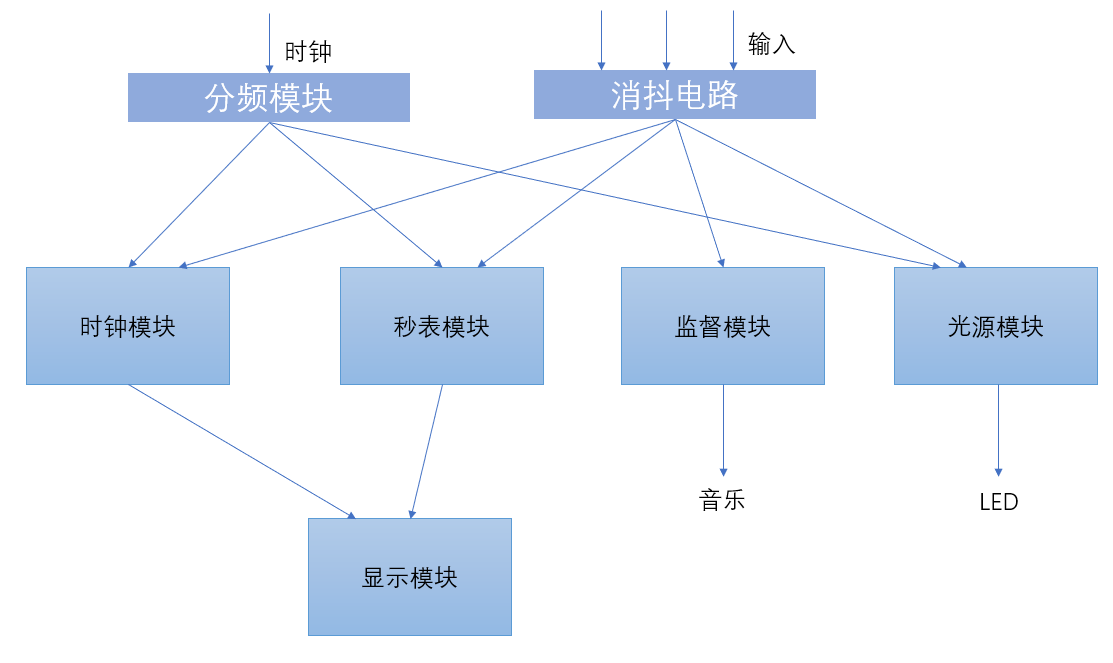 时钟
输入
分频模块
消抖电路
时钟模块
秒表模块
监督模块
光源模块
音乐
LED
显示模块